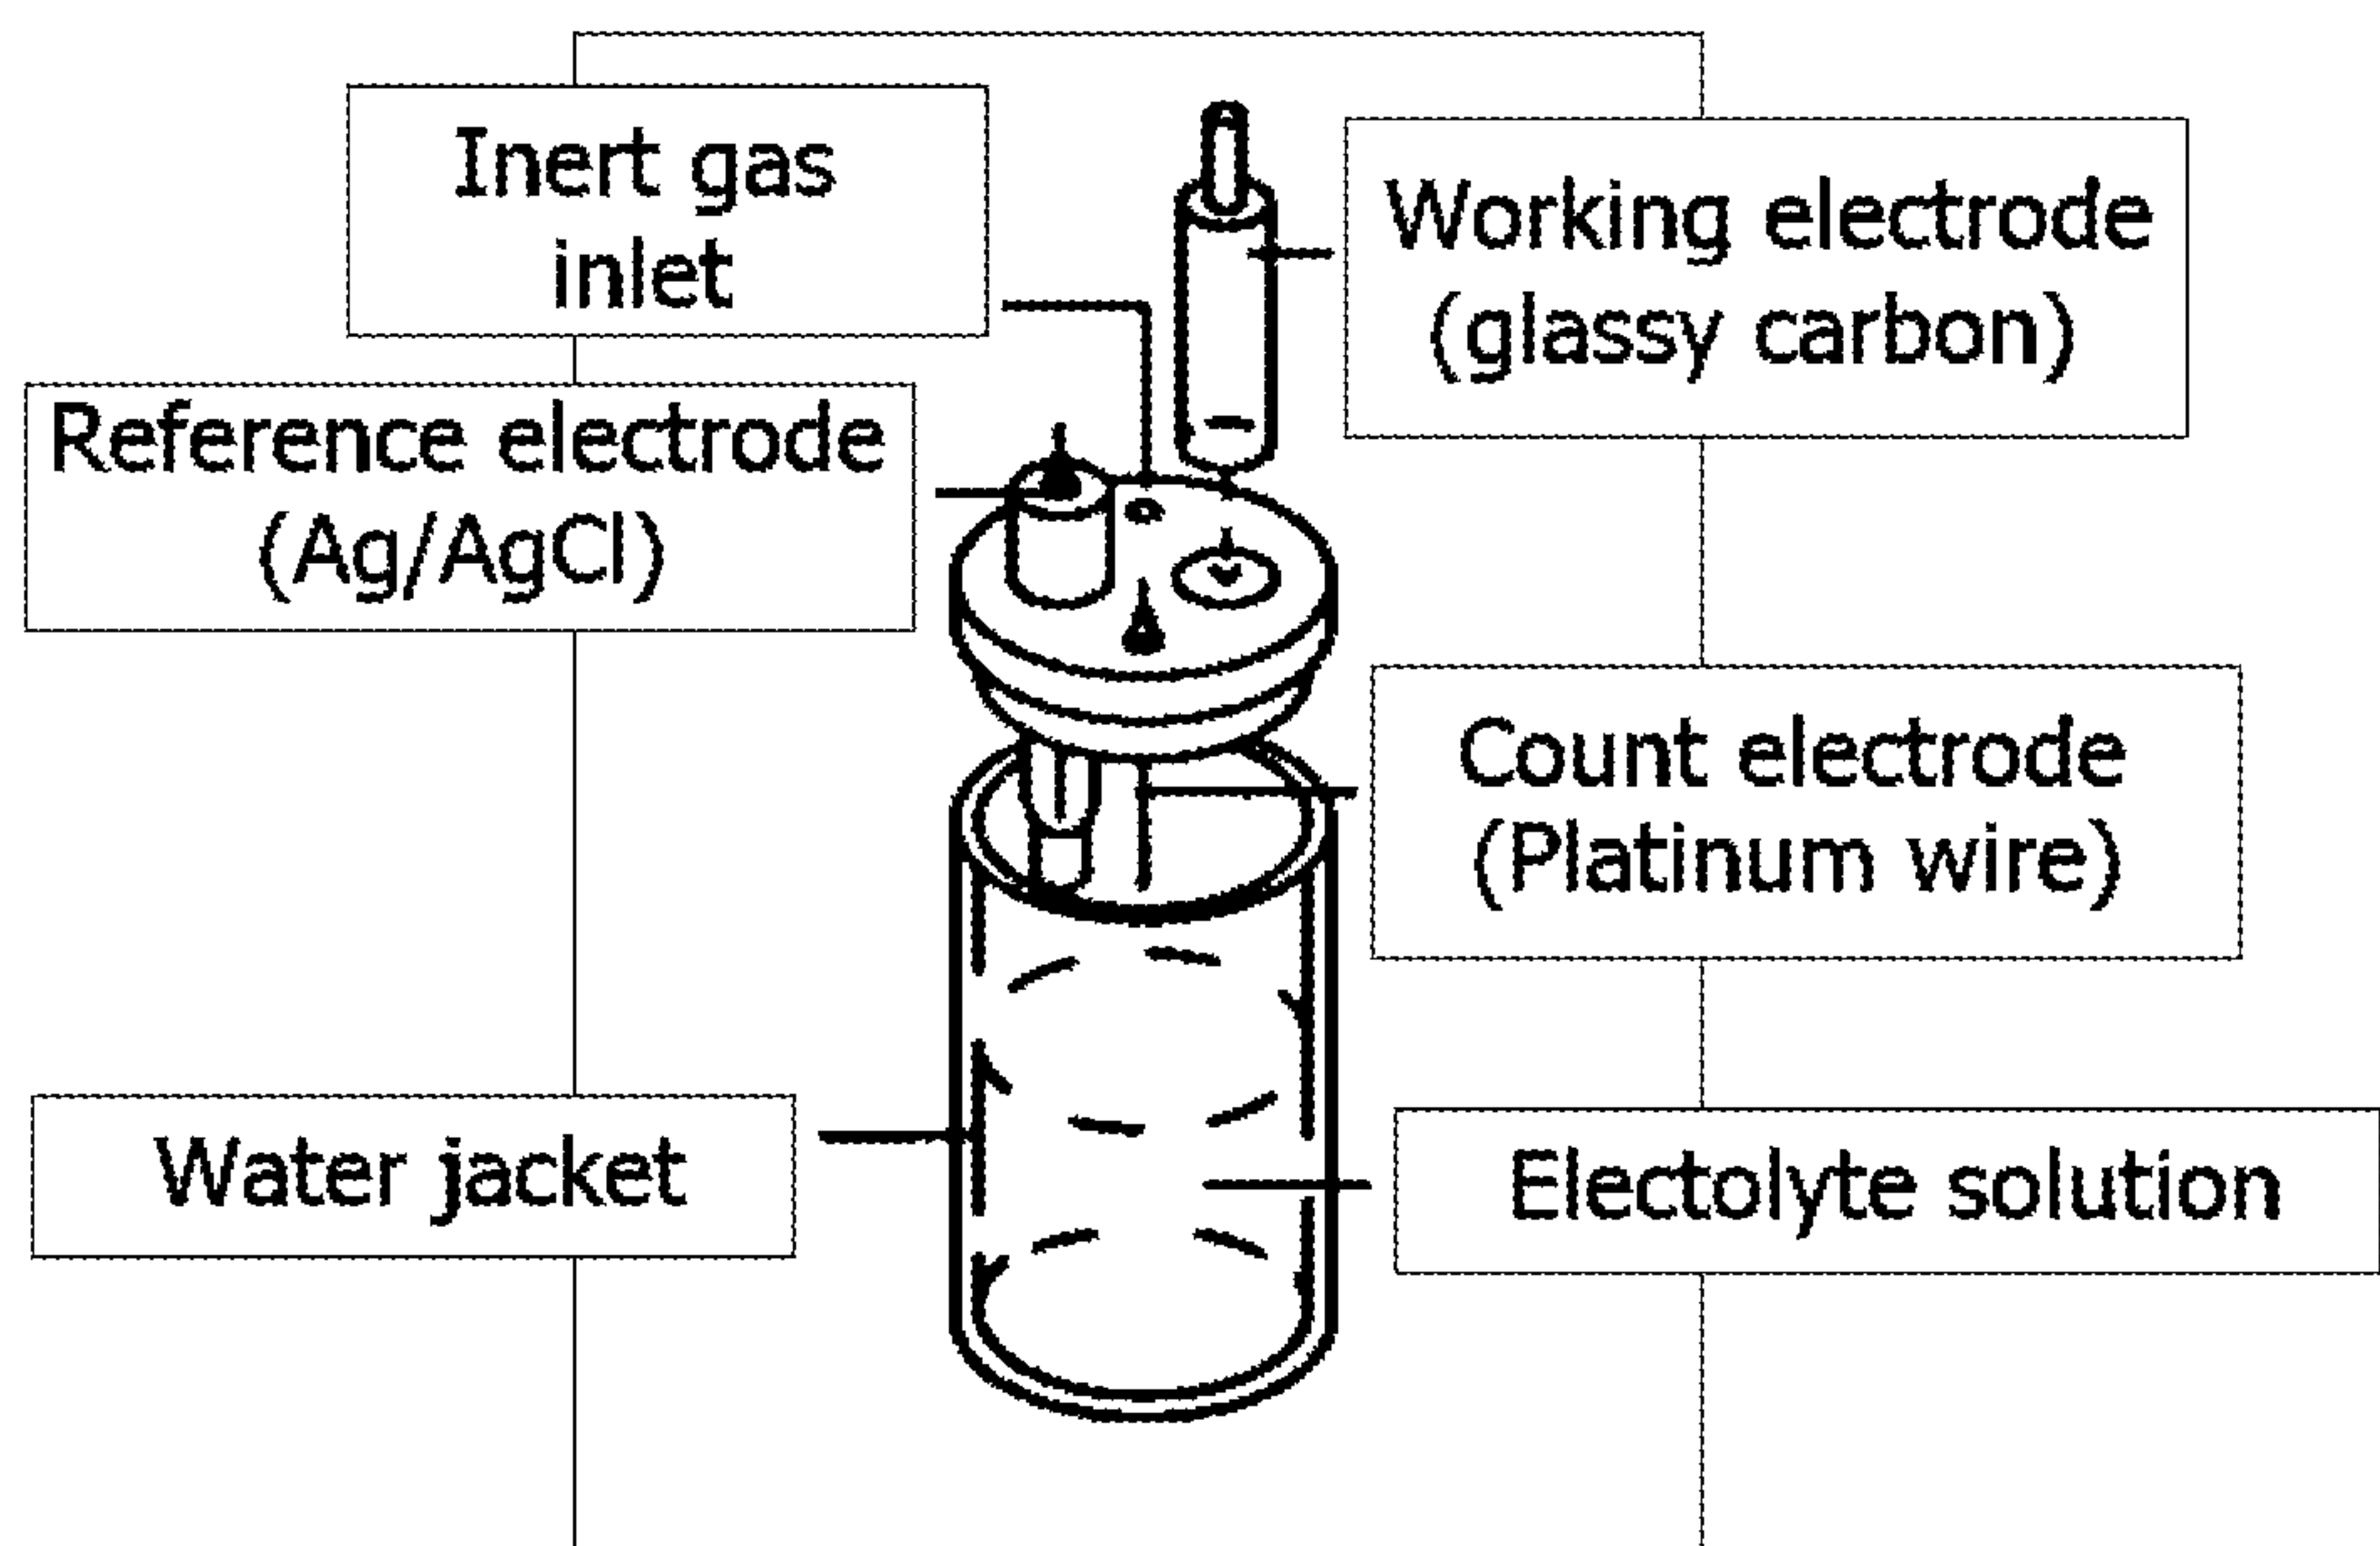 Inert gas
inlet
Working electrode
(glassy carbon)
Reference electrode
(Ag/AgCl)
Count electrode
(Platinum wire)
Water jacket
Electolyte solution